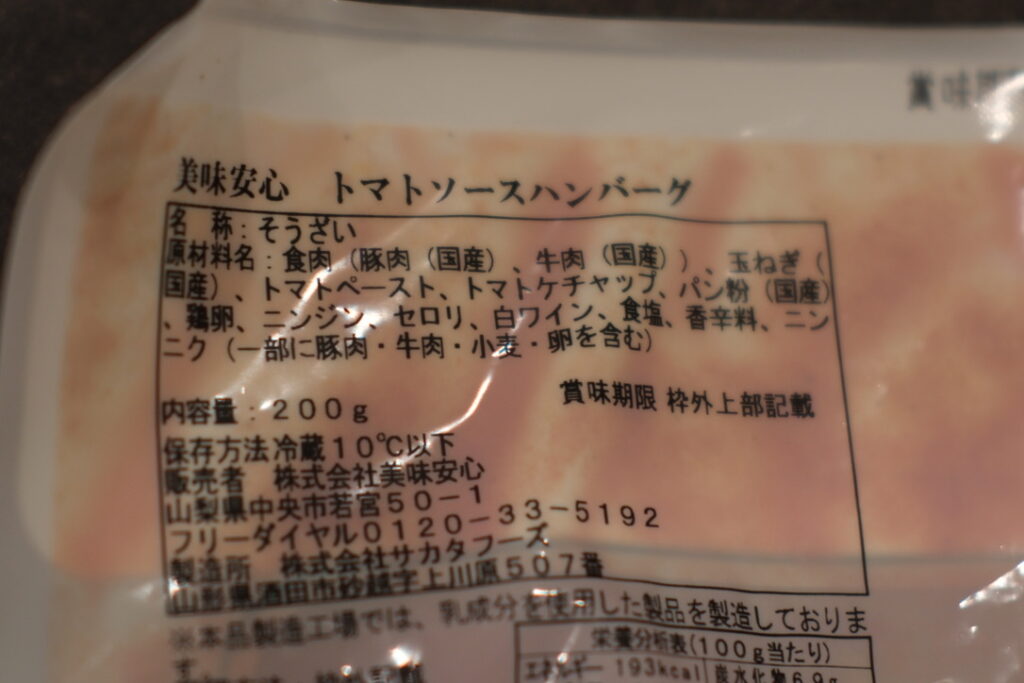 賞味期
美味安心　トマトソースハンバーグ
名　称：そうざい
原材料名：食肉（豚肉（国産）、牛肉（国産））、玉ねぎ（
国産）、トマトペースト、トマトケチャップ、パン粉（国産）
、鶏卵、ニンジン、セロリ、白ワイン、食塩、香辛料、ニン
ニク（一部に豚肉・牛肉・小麦・卵を含む）
内容量：２００ｇ
賞味期限 枠外上部記載
保存方法冷蔵１０℃以下
販売者　株式会社美味安心
山梨県中央市若宮５０－１
フリーダイヤル０１２０－３３－５１９２
製造所　株式会社サカタフーズ
山形県酒田市砂越字上川原５０７番
※本品製造工場では、乳成分を使用した製品を製造しておりま
す。
栄養分析表(100ｇ当たり)
エネルギー 193kcal 炭水化物6.9g